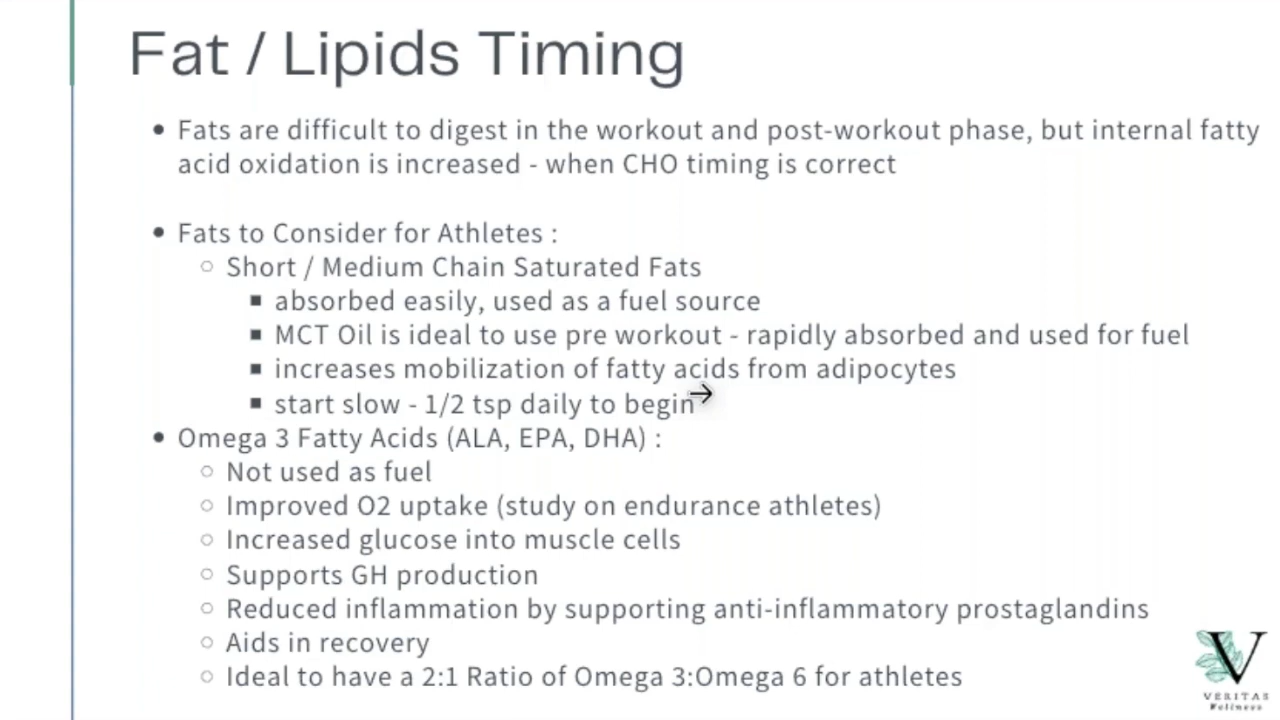 Fat / Lipids Timing
• Fats are difficult to digest in the workout and post-workout phase, but internal fatty
acid oxidation is increased - when CHO timing is correct
• Fats to Consider for Athletes :
○ Short / Medium Chain Saturated Fats
▪ absorbed easily, used as a fuel source
▪ MCT Oil is ideal to use pre workout - rapidly absorbed and used for fuel
▪ increases mobilization of fatty acids from adipocytes
▪ start slow - 1/2 tsp daily to begin
• Omega 3 Fatty Acids (ALA, EPA, DHA) :
○ Not used as fuel
○ Improved O2 uptake (study on endurance athletes)
○ Increased glucose into muscle cells
○ Supports GH production
○ Reduced inflammation by supporting anti-inflammatory prostaglandins
○ Aids in recovery
○ Ideal to have a 2:1 Ratio of Omega 3:Omega 6 for athletes
V
VERITAS
Wellness